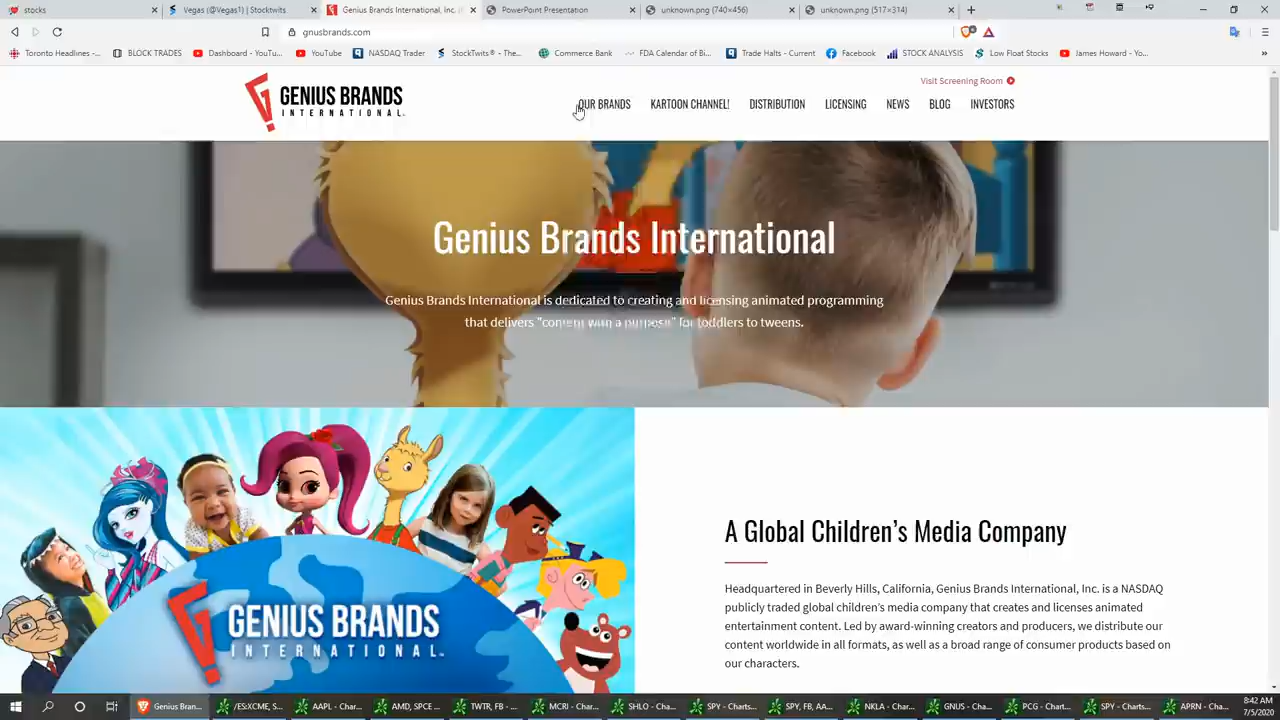 stocks
Vegas (@Vegas1) | Stocktwits
Genius Brands International, Inc. (
PowerPoint Presentation
unknown.png (740×456)
unknown.png (517×314)
gnusbrands.com
Toronto Headlines -...
BLOCK TRADES
Dashboard - YouTu...
YouTube
NASDAQ Trader
StockTwits® - The...
Commerce Bank
FDA Calendar of Bi...
Trade Halts - Current
Facebook
STOCK ANALYSIS
Low Float Stocks
James Howard - Yo...
Visit Screening Room
GENIUS BRANDS
INTERNATIONAL
OUR BRANDS
KARTOON CHANNEL!
DISTRIBUTION
LICENSING
NEWS
BLOG
INVESTORS
Genius Brands International
Genius Brands International is dedicated to creating and licensing animated programming
that delivers "content with a purpose" for toddlers to tweens.
A Global Children's Media Company
Headquartered in Beverly Hills, California, Genius Brands International, Inc. is a NASDAQ
publicly traded global children's media company that creates and licenses animated
entertainment content. Led by award-winning creators and producers, we distribute our
content worldwide in all formats, as well as a broad range of consumer products based on
our characters.
GENIUS BRANDS
INTERNATIONAL
Genius Bran...
/ES:XCME, S...
AAPL - Char...
AMD, SPCE ...
TWTR, FB - ...
MCRI - Char...
SHLO - Cha...
SPY - Charts...
SPY, FB, AA...
NKLA - Char...
GNUS - Char...
PCG - Chart...
SPY - Charts...
APRN - Char...
8:42 AM
7/5/2020